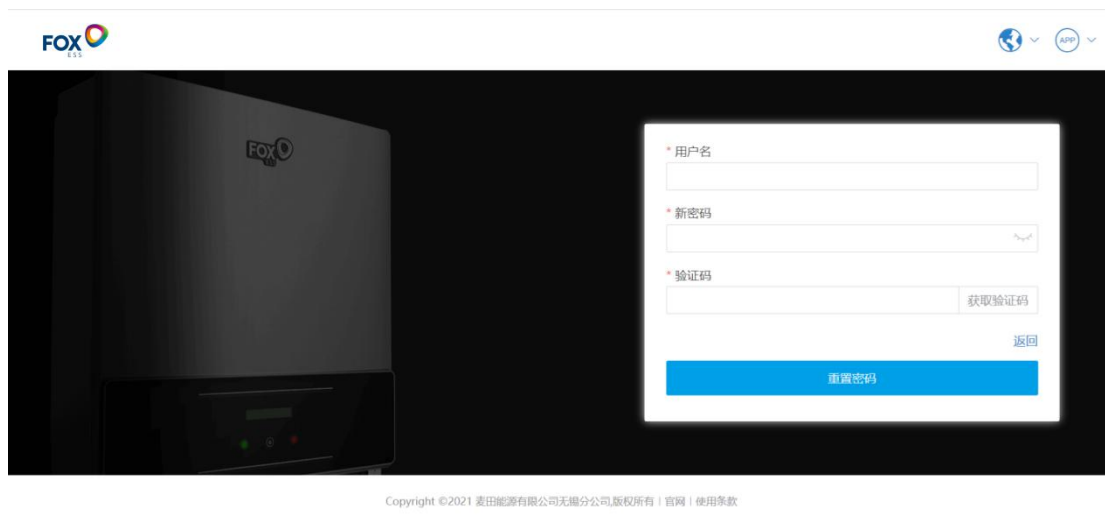 FOX
ESS
APP
FOX
* 用户名
* 新密码
* 验证码
获取验证码
返回
重置密码
Copyright ©2021 麦田能源有限公司无锡分公司,版权所有 | 官网 | 使用条款